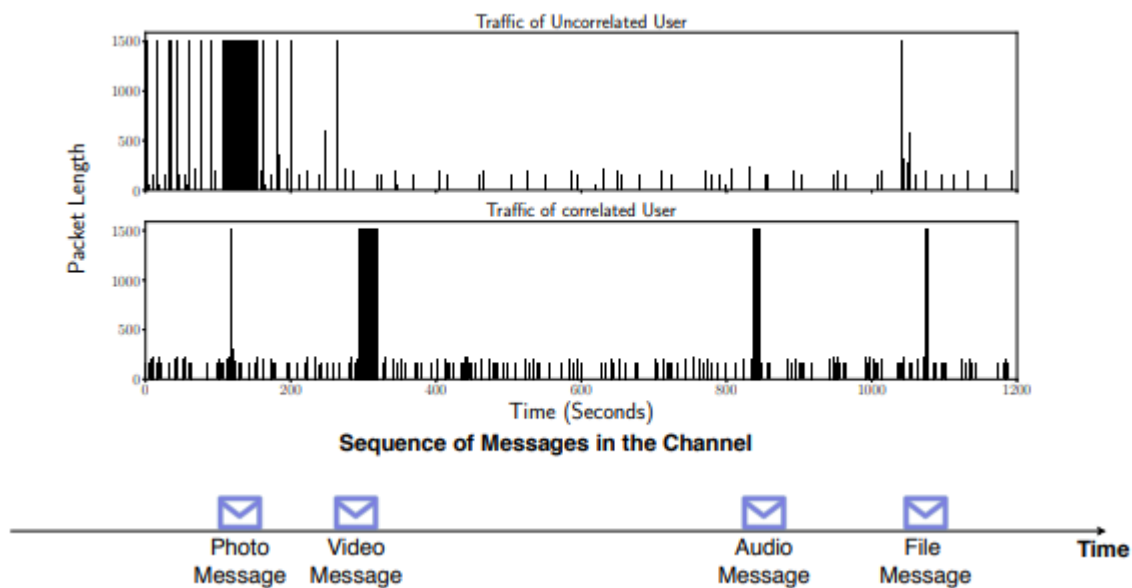 Traffic of Uncorrelated User
1500
1000
500
0
Traffic of correlated User
1500
1000
500
0
Packet Length
0 200 400 600 800 1000 1200
Time (Seconds)
Sequence of Messages in the Channel
Photo Message
Video Message
Audio Message
File Message
Time